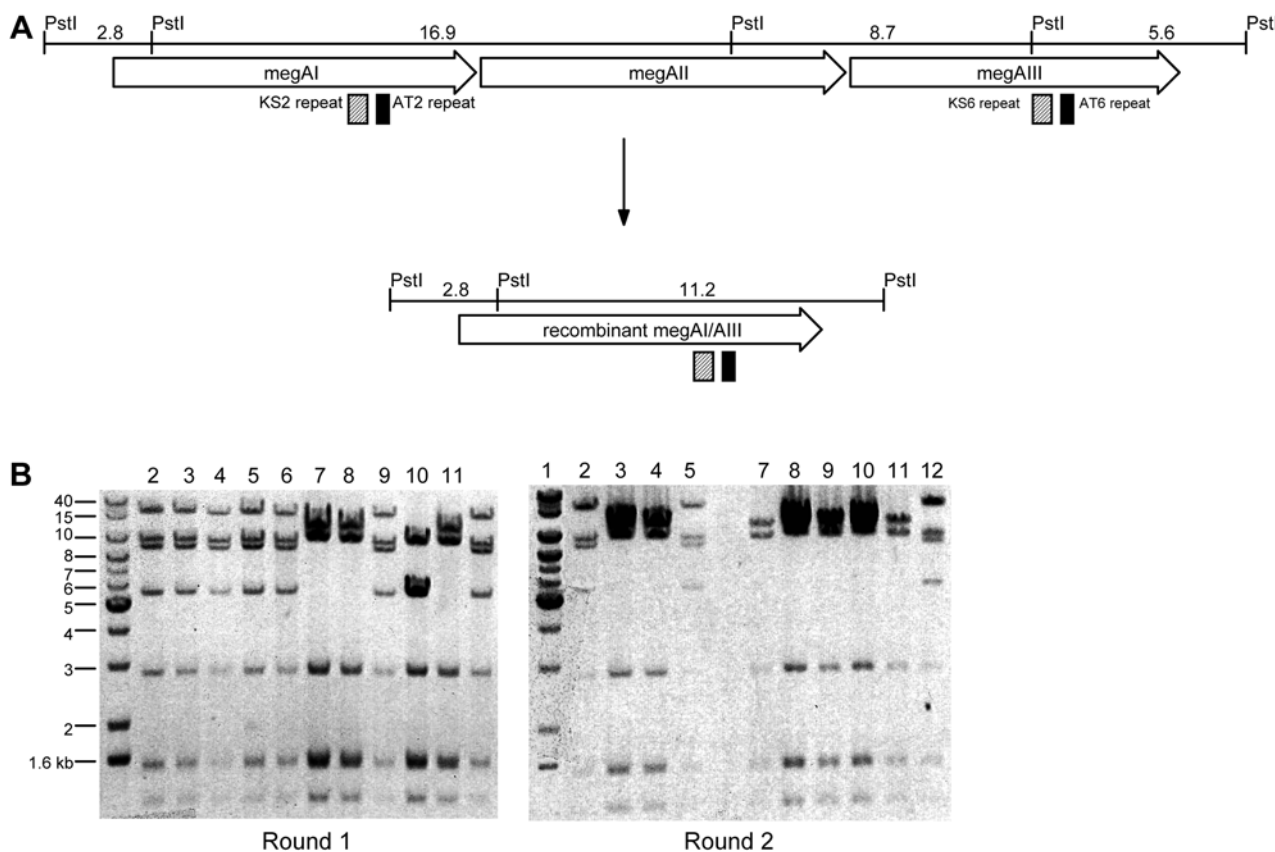 A
PstI PstI PstI PstI PstI
2.8 16.9 8.7 5.6
megAI megAII megAIII
KS2 repeat AT2 repeat KS6 repeat AT6 repeat
PstI PstI PstI
2.8 11.2
recombinant megAI/AIII
B
2 3 4 5 6 7 8 9 10 11 1 2 3 4 5 7 8 9 10 11 12
40
15
10
8
7
6
5
4
3
2
1.6 kb
Round 1 Round 2